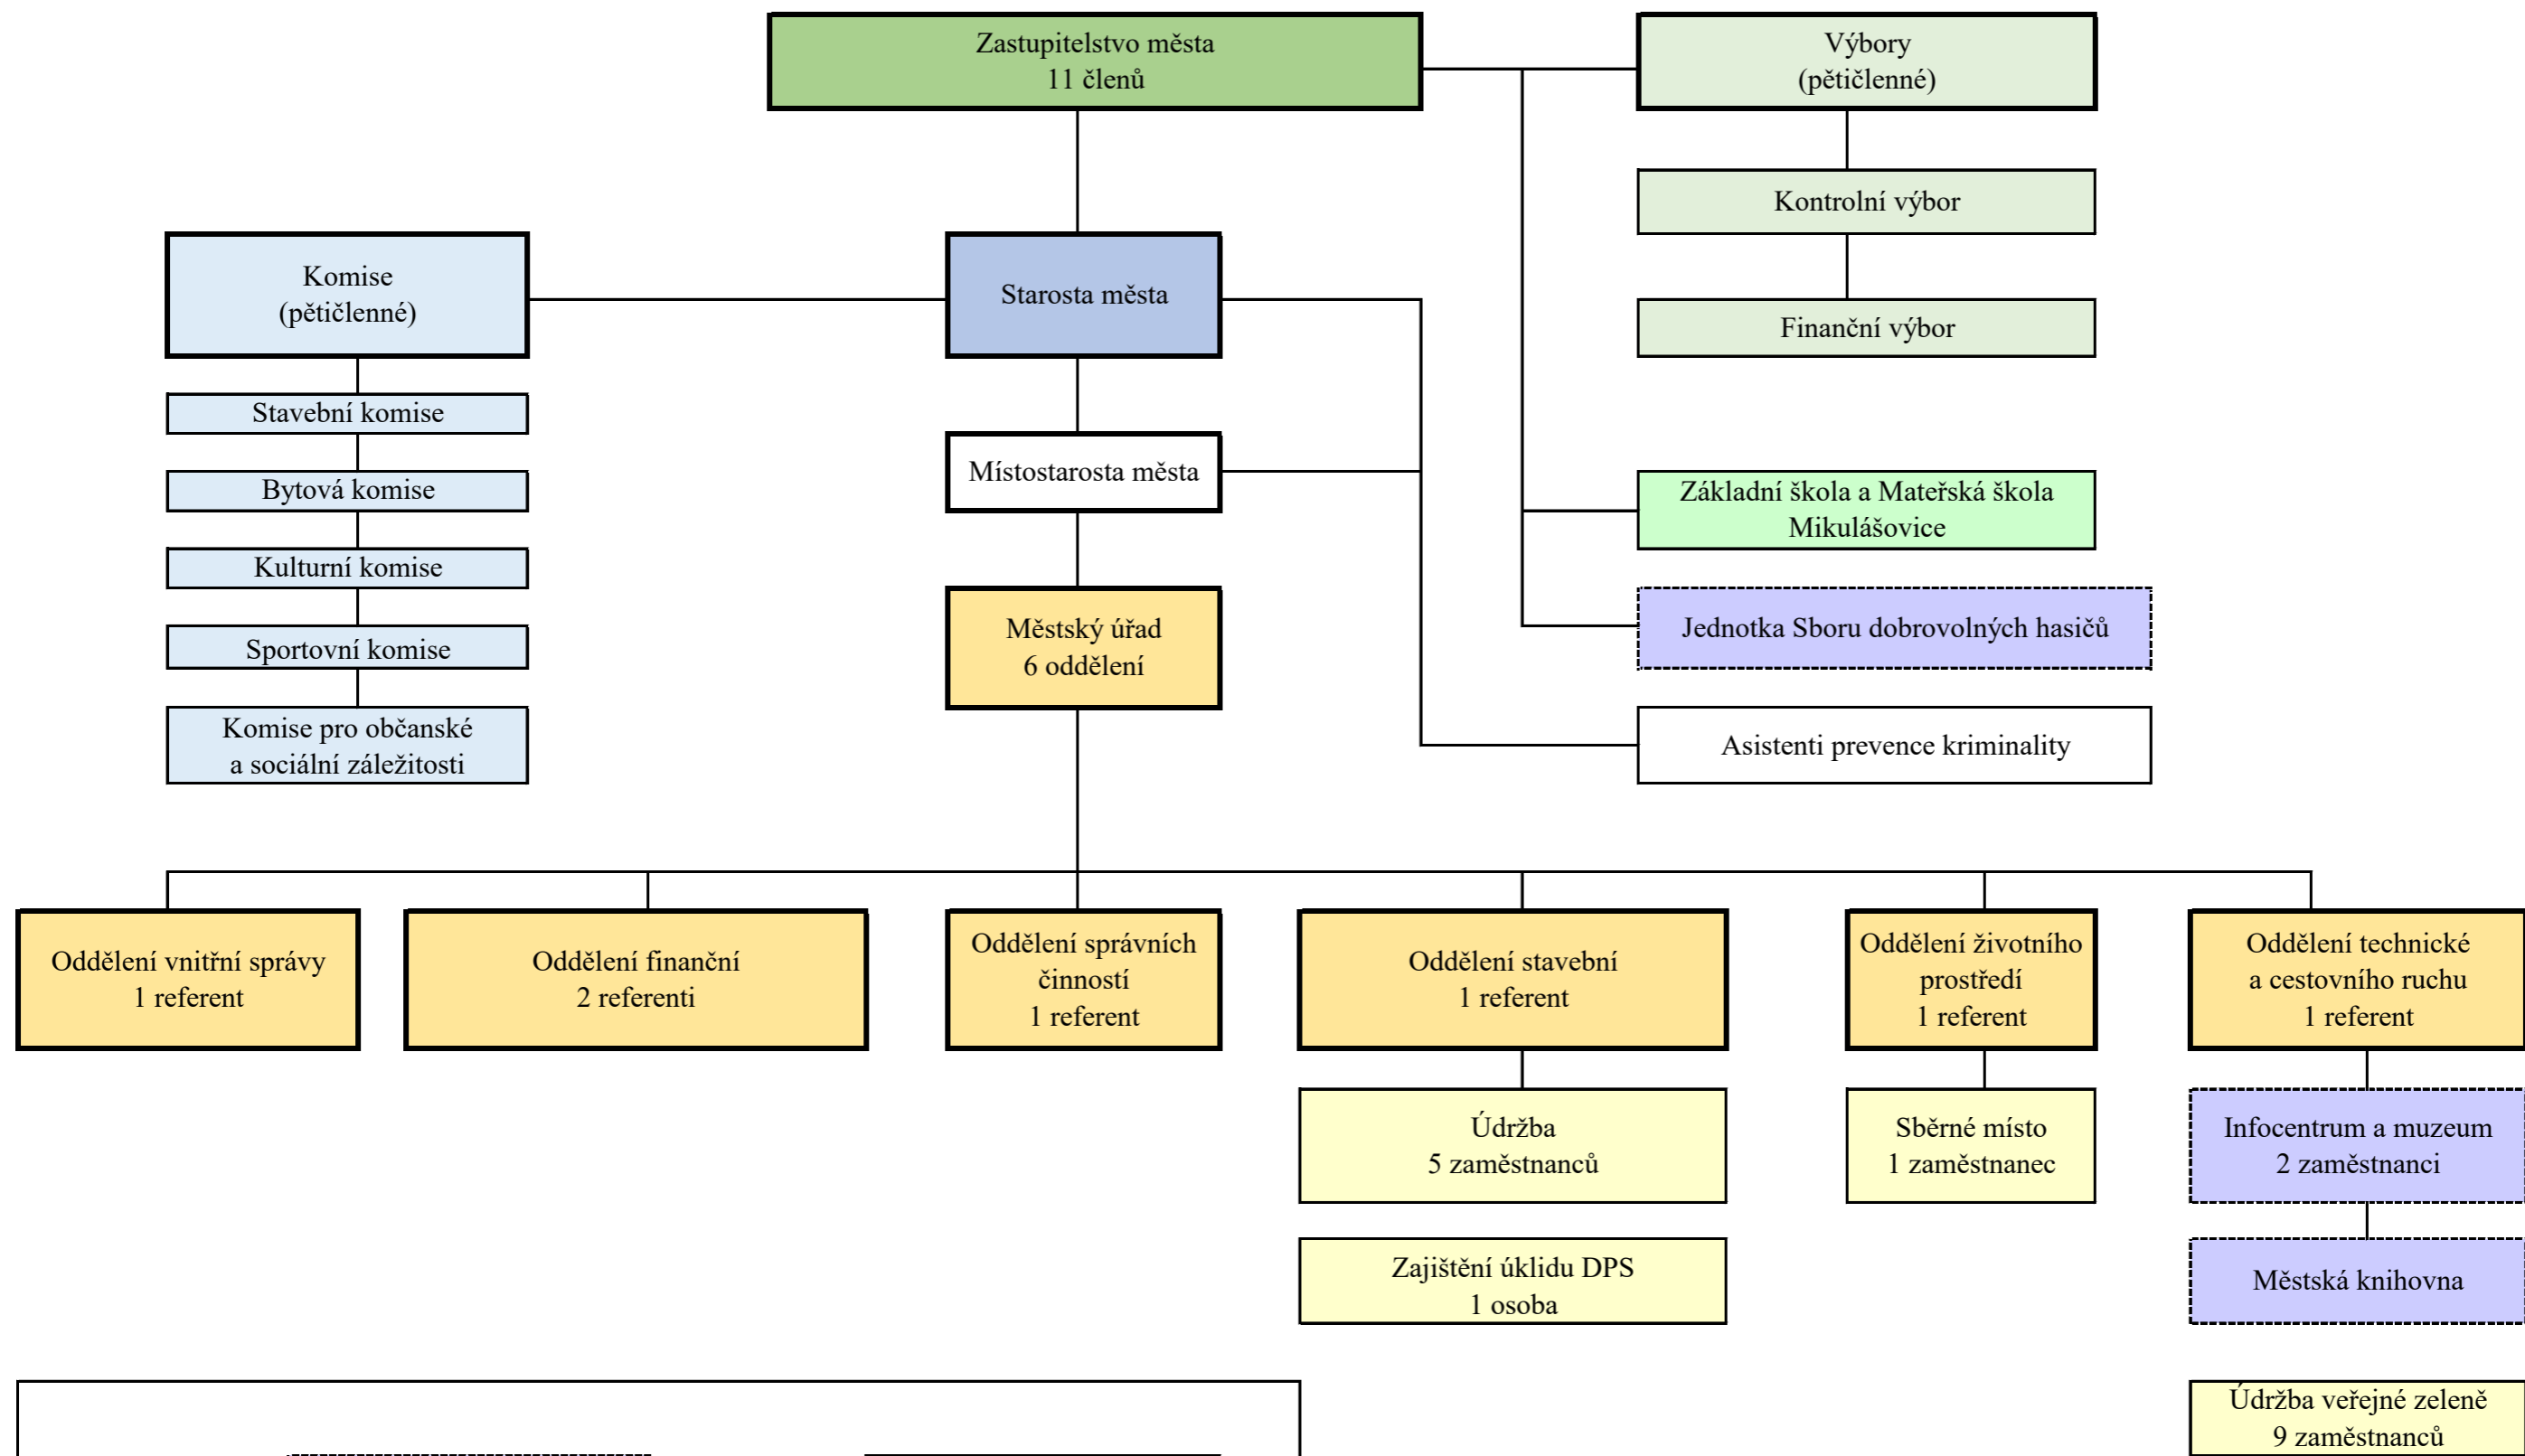 Zastupitelstvo města
11 členů
Výbory
(pětičlenné)
Kontrolní výbor
Finanční výbor
Komise
(pětičlenné)
Starosta města
Stavební komise
Bytová komise
Kulturní komise
Sportovní komise
Komise pro občanské
a sociální záležitosti
Místostarosta města
Městský úřad
6 oddělení
Základní škola a Mateřská škola
Mikulášovice
Jednotka Sboru dobrovolných hasičů
Asistenti prevence kriminality
Oddělení vnitřní správy
1 referent
Oddělení finanční
2 referenti
Oddělení správních
činností
1 referent
Oddělení stavební
1 referent
Oddělení životního
prostředí
1 referent
Oddělení technické
a cestovního ruchu
1 referent
Údržba
5 zaměstnanců
Sběrné místo
1 zaměstnanec
Infocentrum a muzeum
2 zaměstnanci
Zajištění úklidu DPS
1 osoba
Městská knihovna
Údržba veřejné zeleně
9 zaměstnanců